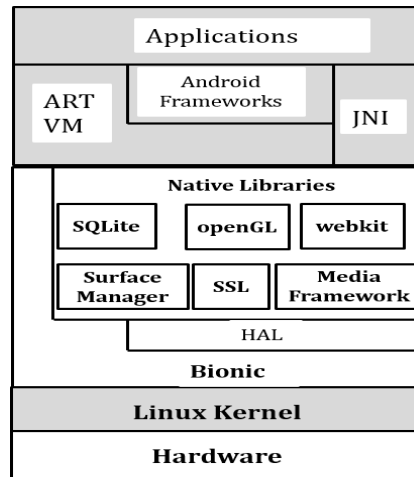 Applications
Android
Frameworks
ART
VM
JNI
Native Libraries
SQLite
openGL
webkit
Surface
Manager
SSL
Media
Framework
HAL
Bionic
Linux Kernel
Hardware